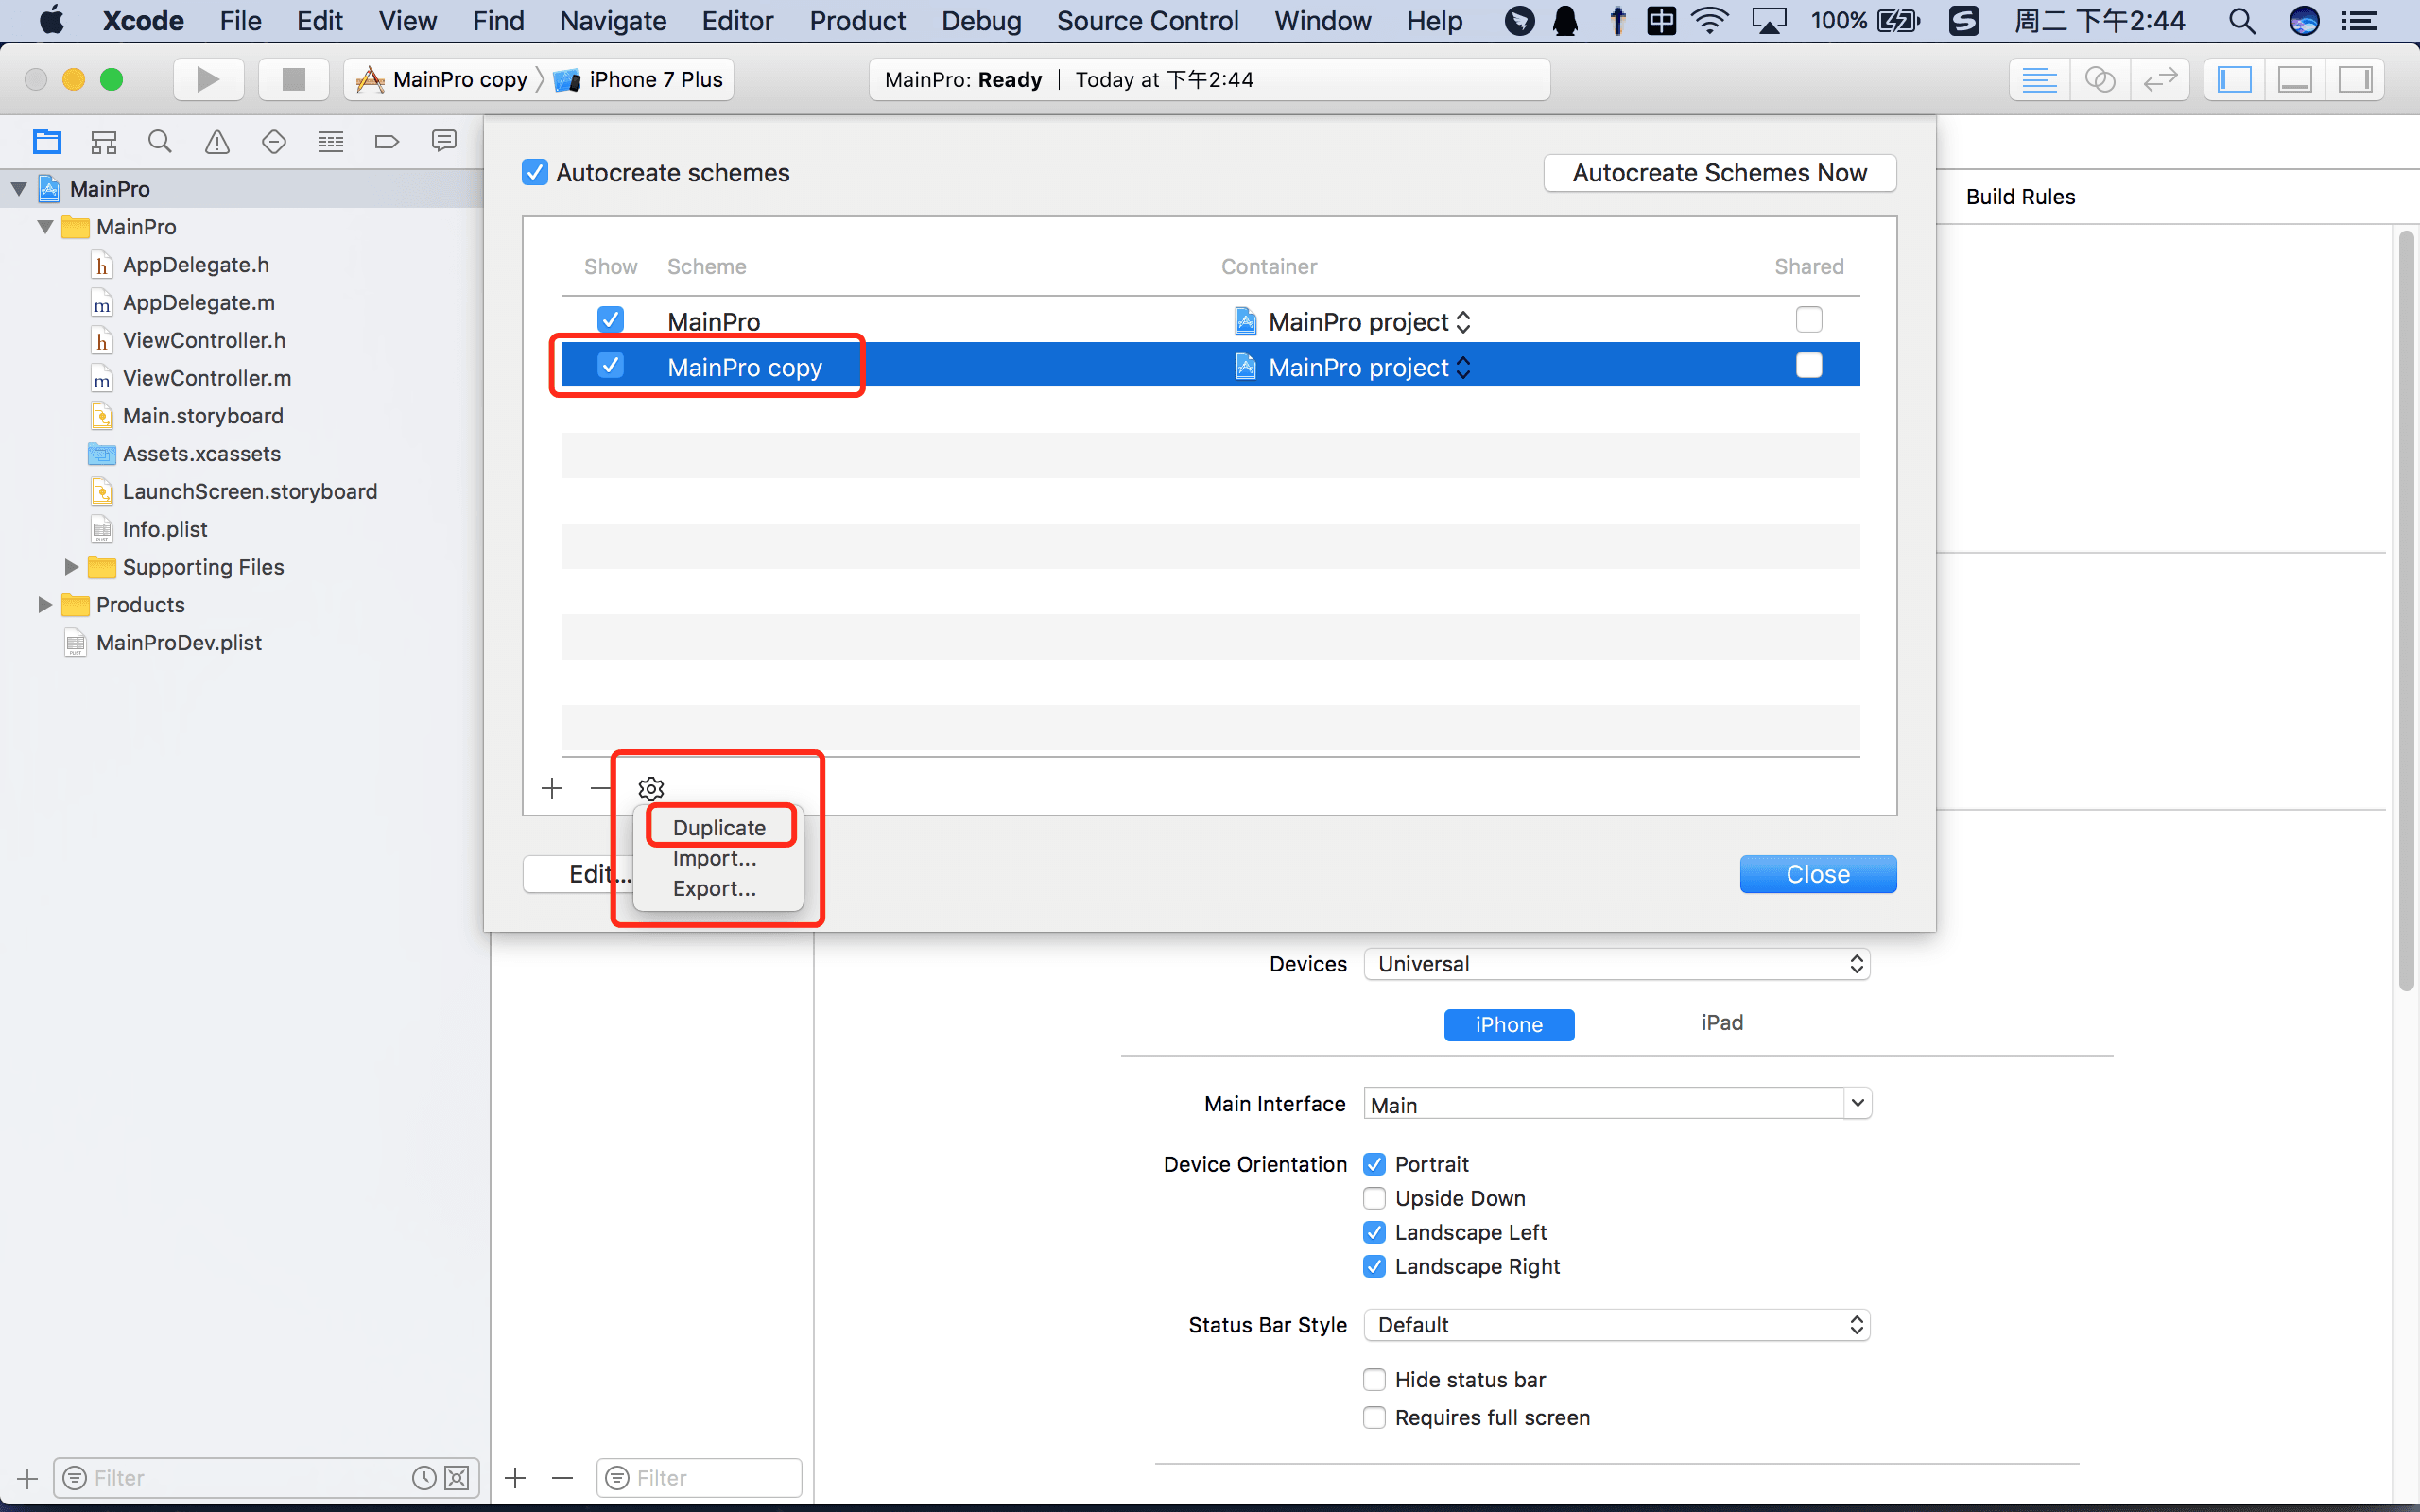 Xcode File Edit View Find Navigate Editor Product Debug Source Control Window Help 中 100% S 周二 下午2:44
MainPro copy iPhone 7 Plus MainPro: Ready | Today at 下午2:44
Autocreate schemes Autocreate Schemes Now
Build Rules
Show Scheme Container Shared
MainPro MainPro project
MainPro copy MainPro project
MainPro
MainPro
h AppDelegate.h
m AppDelegate.m
h ViewController.h
m ViewController.m
Main.storyboard
Assets.xcassets
LaunchScreen.storyboard
PLIST Info.plist
Supporting Files
Products
PLIST MainProDev.plist
Duplicate
Import...
Export...
Edit... Close
Devices Universal
iPhone iPad
Main Interface Main
Device Orientation Portrait
Upside Down
Landscape Left
Landscape Right
Status Bar Style Default
Hide status bar
Requires full screen
Filter Filter